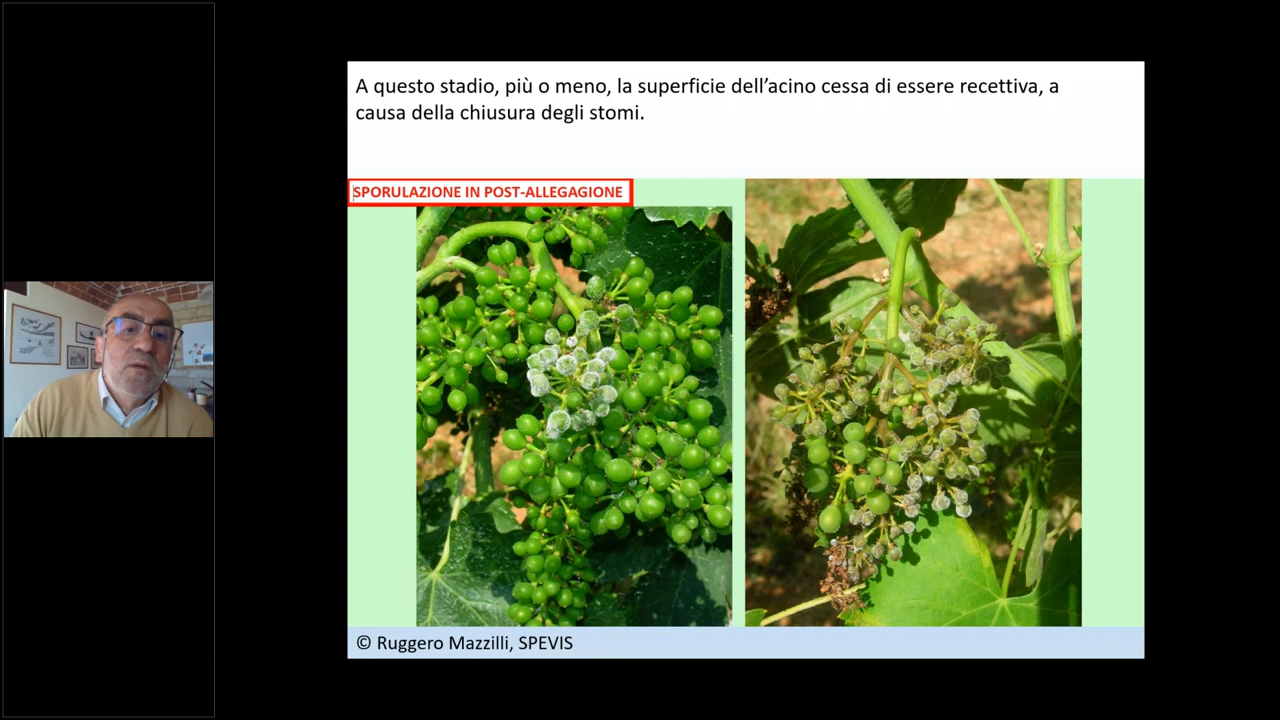 A questo stadio, più o meno, la superficie dell’acino cessa di essere recettiva, a
causa della chiusura degli stomi.
SPORULAZIONE IN POST-ALLEGAGIONE
© Ruggero Mazzilli, SPEVIS